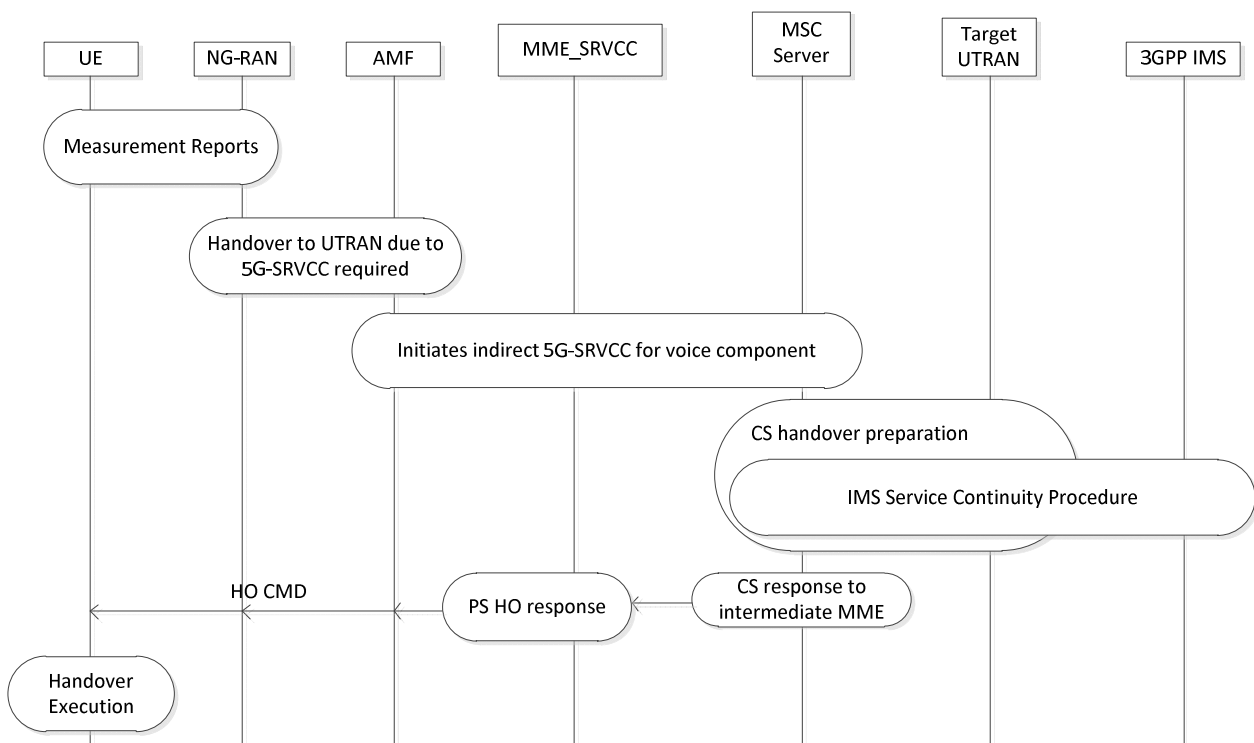 UE
NG-RAN
AMF
MME_SRVCC
MSC
Server
Target
UTRAN
3GPP IMS
Measurement Reports
Handover to UTRAN due to
5G-SRVCC required
Initiates indirect 5G-SRVCC for voice component
CS handover preparation
IMS Service Continuity Procedure
HO CMD
PS HO response
CS response to
intermediate MME
Handover
Execution